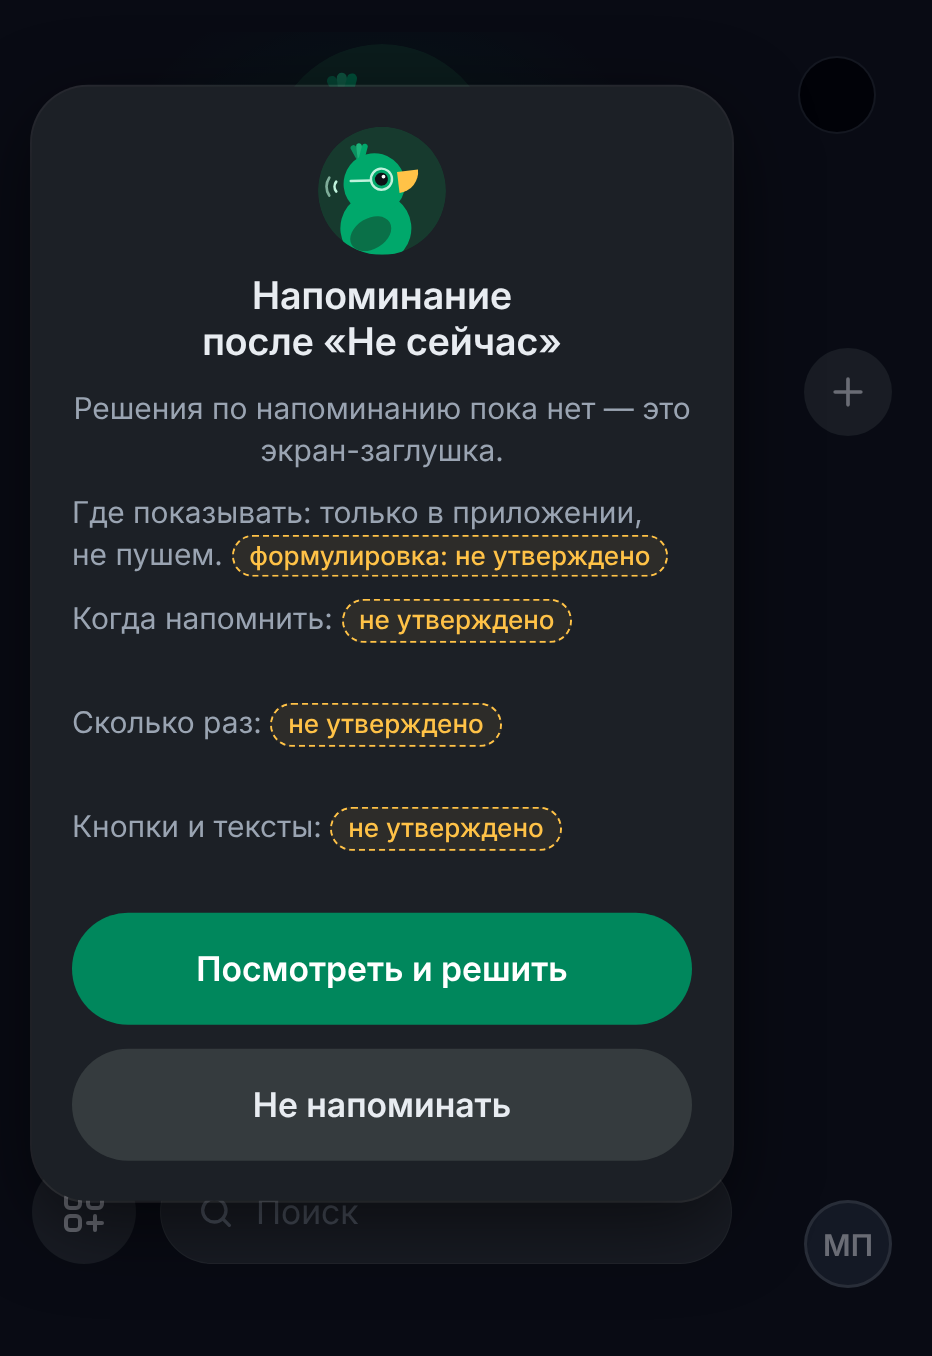 Напоминание
после «Не сейчас»
Решения по напоминанию пока нет — это
экран-заглушка.
Где показывать: только в приложении,
не пушем. формулировка: не утверждено
Когда напомнить: не утверждено
Сколько раз: не утверждено
Кнопки и тексты: не утверждено
Посмотреть и решить
Не напоминать
Поиск
МП